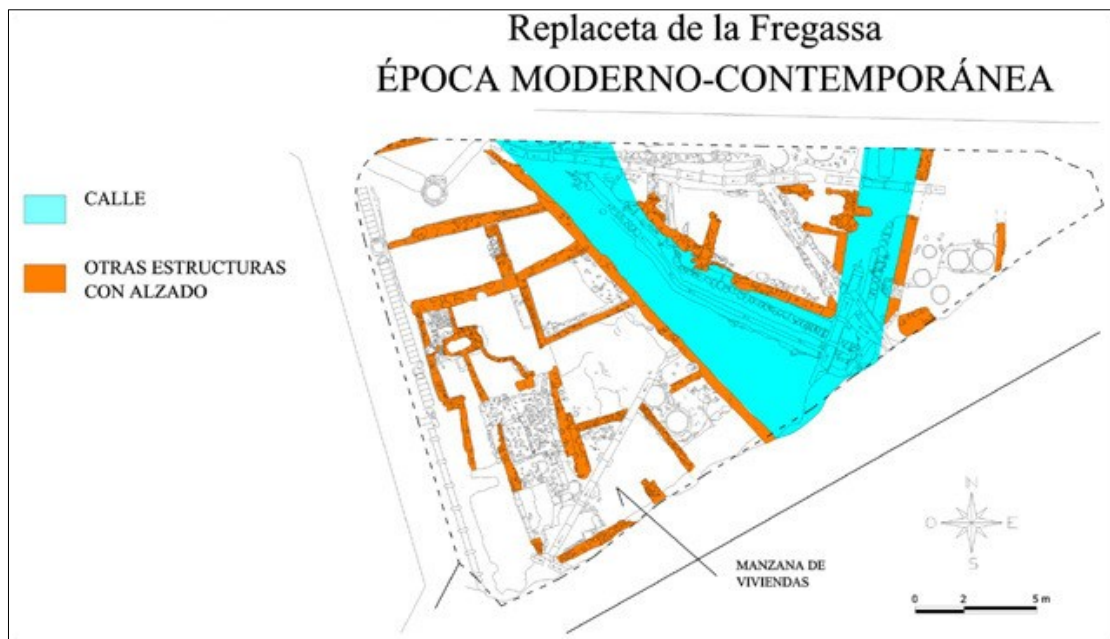 Replaceta de la Fregassa
ÉPOCA MODERNO-CONTEMPORÁNEA
CALLE
OTRAS ESTRUCTURAS
CON ALZADO
MANZANA DE
VIVIENDAS
N
O E
S
0 2 5 m